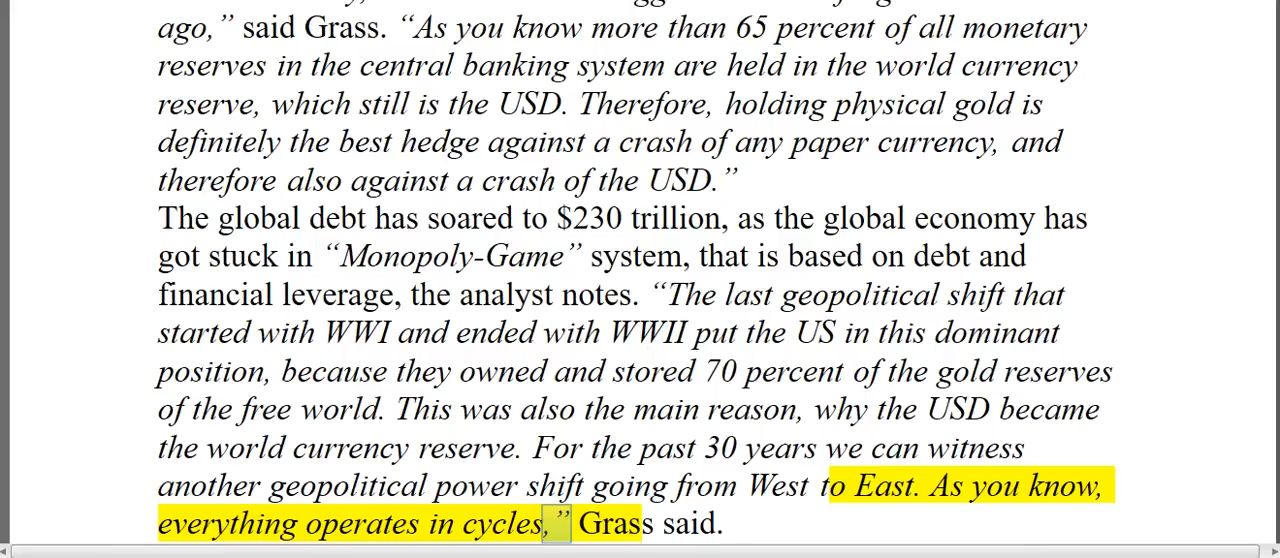 ago,” said Grass. “As you know more than 65 percent of all monetary
reserves in the central banking system are held in the world currency
reserve, which still is the USD. Therefore, holding physical gold is
definitely the best hedge against a crash of any paper currency, and
therefore also against a crash of the USD.”
The global debt has soared to $230 trillion, as the global economy has
got stuck in “Monopoly-Game” system, that is based on debt and
financial leverage, the analyst notes. “The last geopolitical shift that
started with WWI and ended with WWII put the US in this dominant
position, because they owned and stored 70 percent of the gold reserves
of the free world. This was also the main reason, why the USD became
the world currency reserve. For the past 30 years we can witness
another geopolitical power shift going from West to East. As you know,
everything operates in cycles,” Grass said.